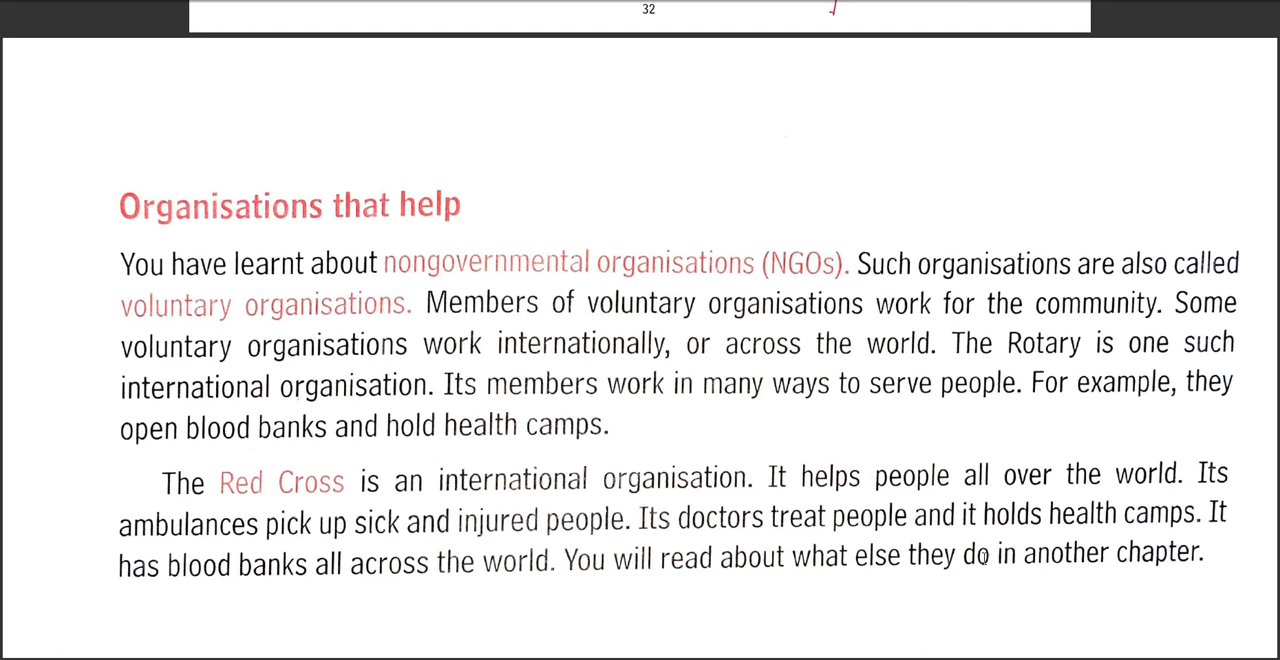 32
Organisations that help
You have learnt about nongovernmental organisations (NGOs). Such organisations are also called
voluntary organisations. Members of voluntary organisations work for the community. Some
voluntary organisations work internationally, or across the world. The Rotary is one such
international organisation. Its members work in many ways to serve people. For example, they
open blood banks and hold health camps.
The Red Cross is an international organisation. It helps people all over the world. Its
ambulances pick up sick and injured people. Its doctors treat people and it holds health camps. It
has blood banks all across the world. You will read about what else they do in another chapter.